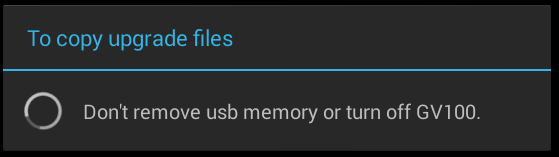 To copy upgrade files
Don't remove usb memory or turn off GV100.